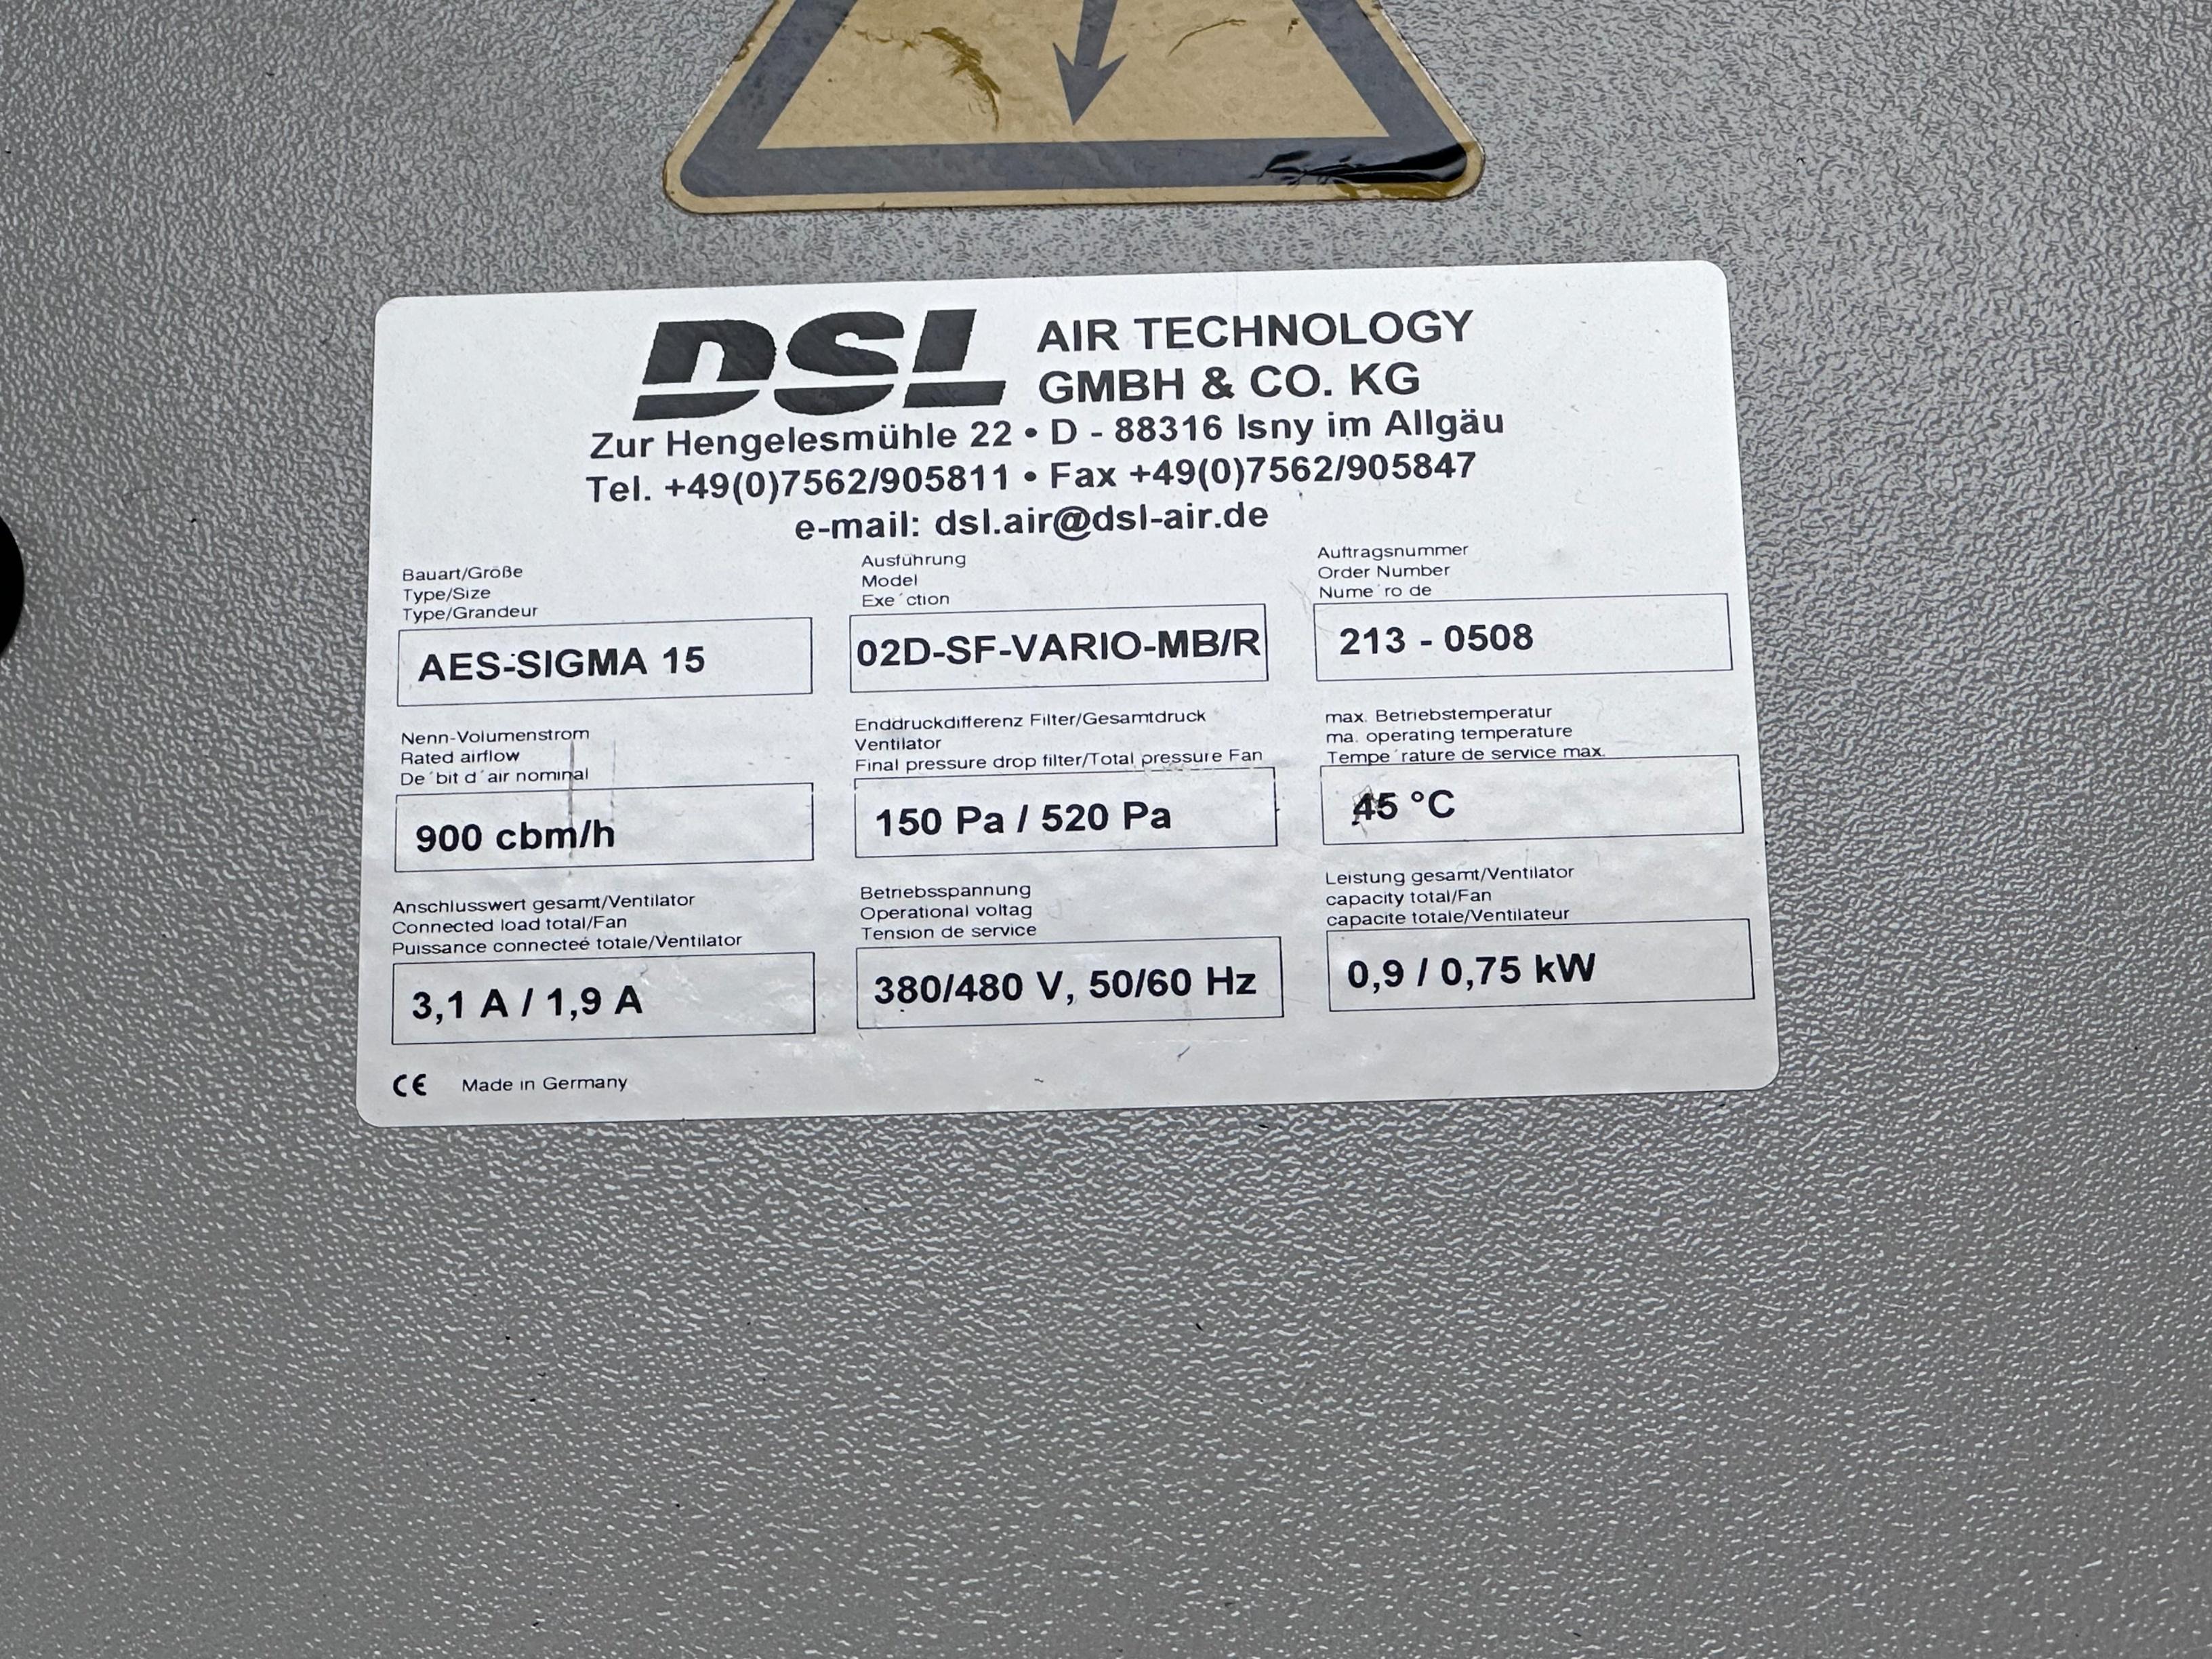 DSL AIR TECHNOLOGY
GMBH & CO. KG
Zur Hengelesmühle 22 • D - 88316 Isny im Allgäu
Tel. +49(0)7562/905811 • Fax +49(0)7562/905847
e-mail: dsl.air@dsl-air.de
Bauart/Größe
Type/Size
Type/Grandeur
AES-SIGMA 15
Ausführung
Model
Exe´ction
02D-SF-VARIO-MB/R
Auftragsnummer
Order Number
Nume´ro de
213 - 0508
Nenn-Volumenstrom
Rated airflow
De´bit d´air nominal
900 cbm/h
Enddruckdifferenz Filter/Gesamtdruck
Ventilator
Final pressure drop filter/Total pressure Fan
150 Pa / 520 Pa
max. Betriebstemperatur
ma. operating temperature
Tempe´rature de service max.
45 °C
Anschlusswert gesamt/Ventilator
Connected load total/Fan
Puissance connecteé totale/Ventilator
3,1 A / 1,9 A
Betriebsspannung
Operational voltag
Tension de service
380/480 V, 50/60 Hz
Leistung gesamt/Ventilator
capacity total/Fan
capacite totale/Ventilateur
0,9 / 0,75 kW
CE Made in Germany